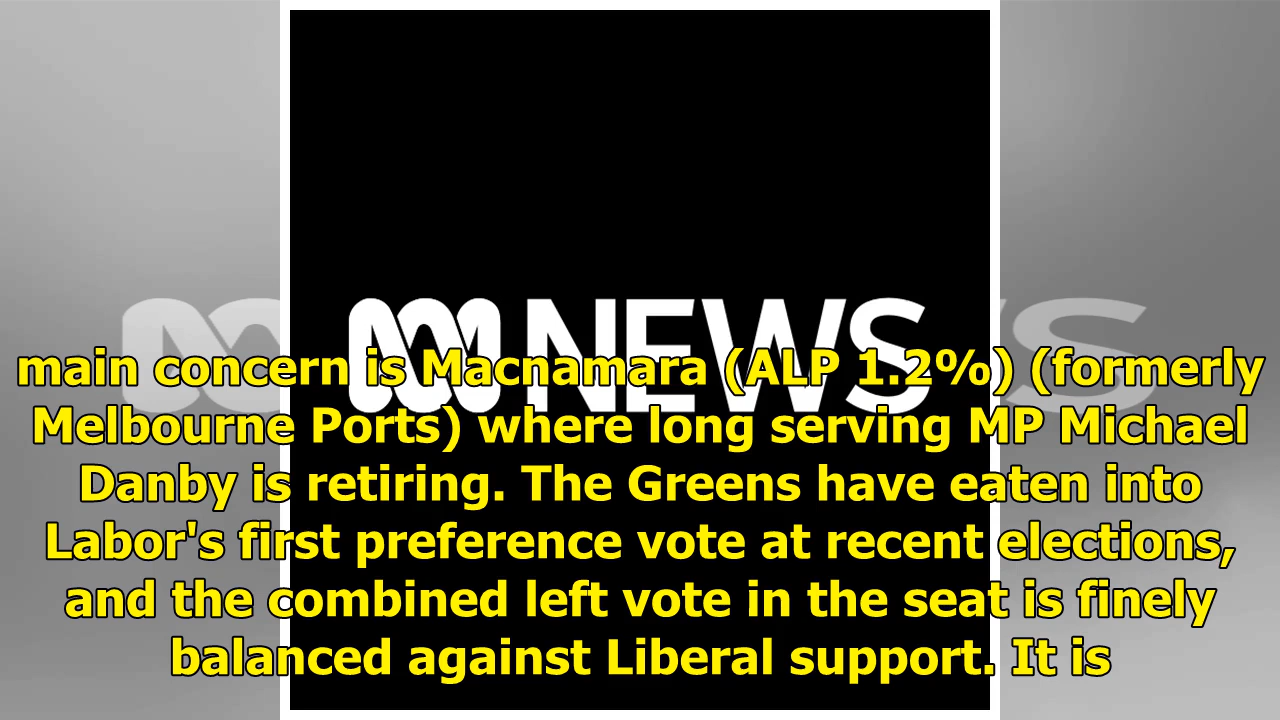 NEWS
main concern is Macnamara (ALP 1.2%) (formerly
Melbourne Ports) where long serving MP Michael
Danby is retiring. The Greens have eaten into
Labor's first preference vote at recent elections,
and the combined left vote in the seat is finely
balanced against Liberal support. It is